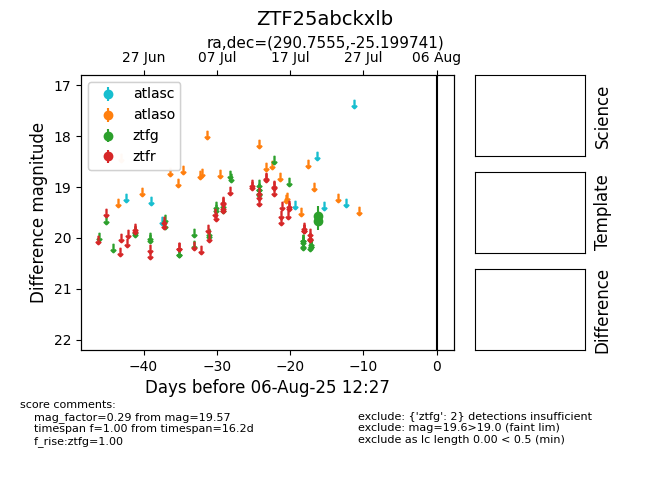 ZTF25abckxlb
ra,dec=(290.7555,-25.199741)
27 Jun 07 Jul 17 Jul 27 Jul 06 Aug
17
18
19
20
21
22
Difference magnitude
atlasc
atlaso
ztfg
ztfr
−40 −30 −20 −10 0
Days before 06-Aug-25 12:27
Science
Template
Difference
score comments:
mag_factor=0.29 from mag=19.57
timespan f=1.00 from timespan=16.2d
f_rise:ztfg=1.00
exclude: {'ztfg': 2} detections insufficient
exclude: mag=19.6>19.0 (faint lim)
exclude as lc length 0.00 < 0.5 (min)